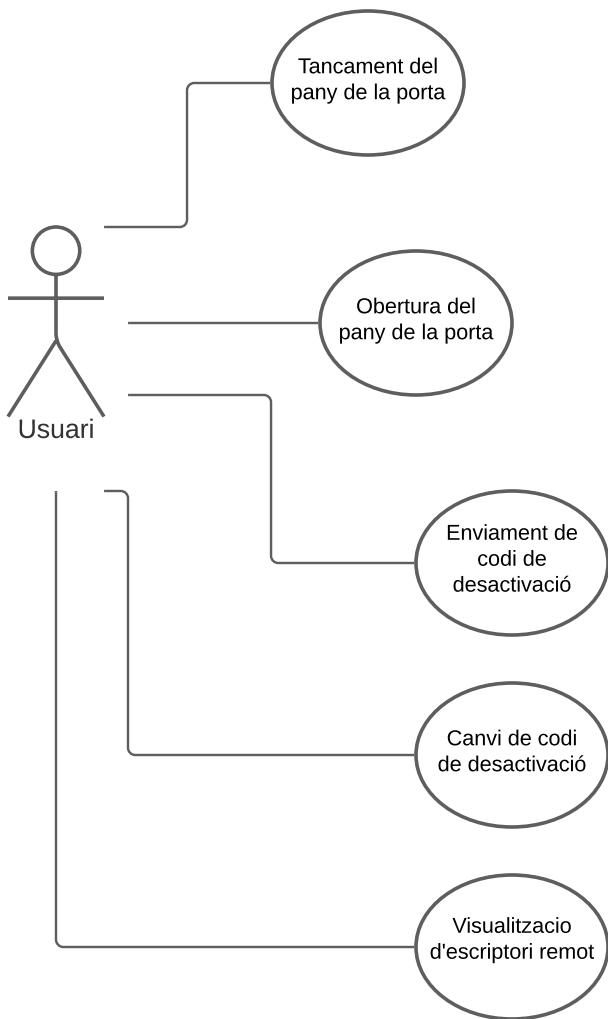 Tancament del
pany de la porta
Obertura del
pany de la porta
Usuari
Enviament de
codi de
desactivació
Canvi de codi
de desactivació
Visualitzacio
d'escriptori remot